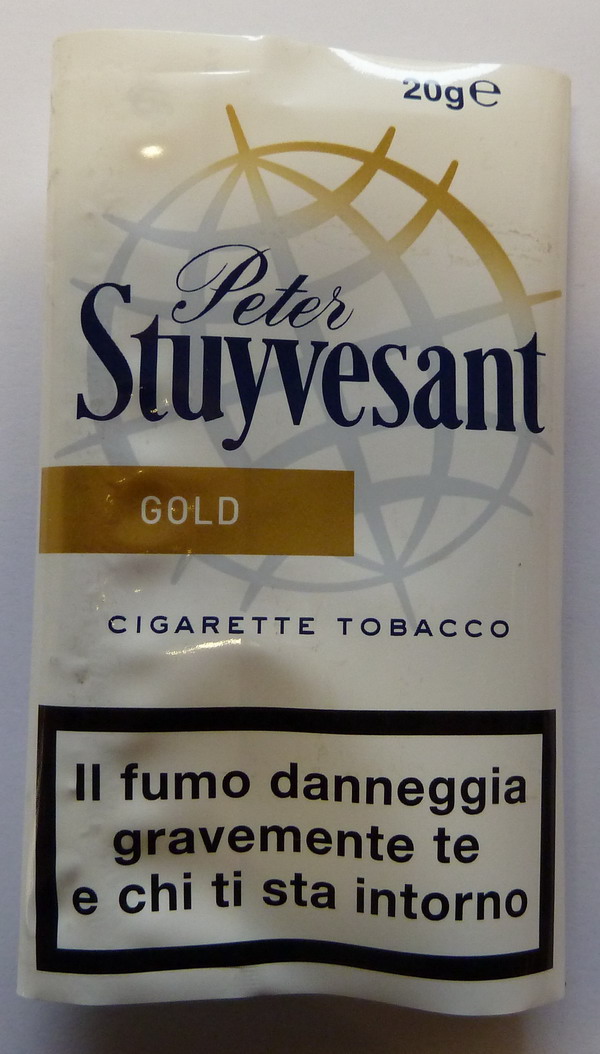 20g℮
Peter
Stuyvesant
GOLD
CIGARETTE TOBACCO
Il fumo danneggia
gravemente te
e chi ti sta intorno